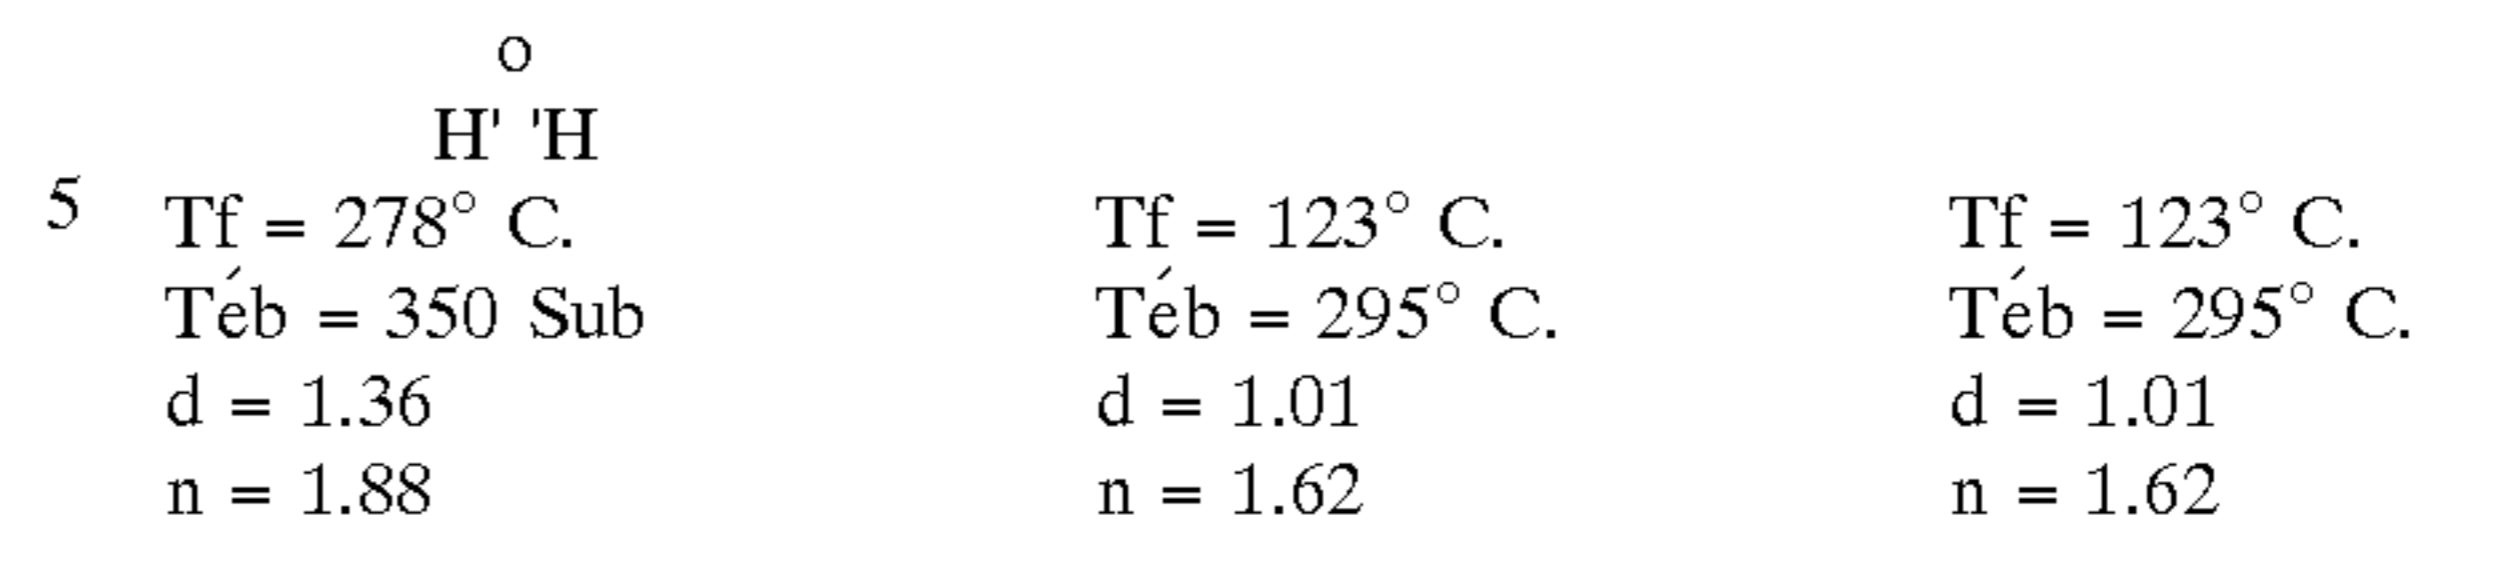 o
H' 'H
5 Tf = 278° C. Tf = 123° C. Tf = 123° C.
Téb = 350 Sub Téb = 295° C. Téb = 295° C.
d = 1.36 d = 1.01 d = 1.01
n = 1.88 n = 1.62 n = 1.62